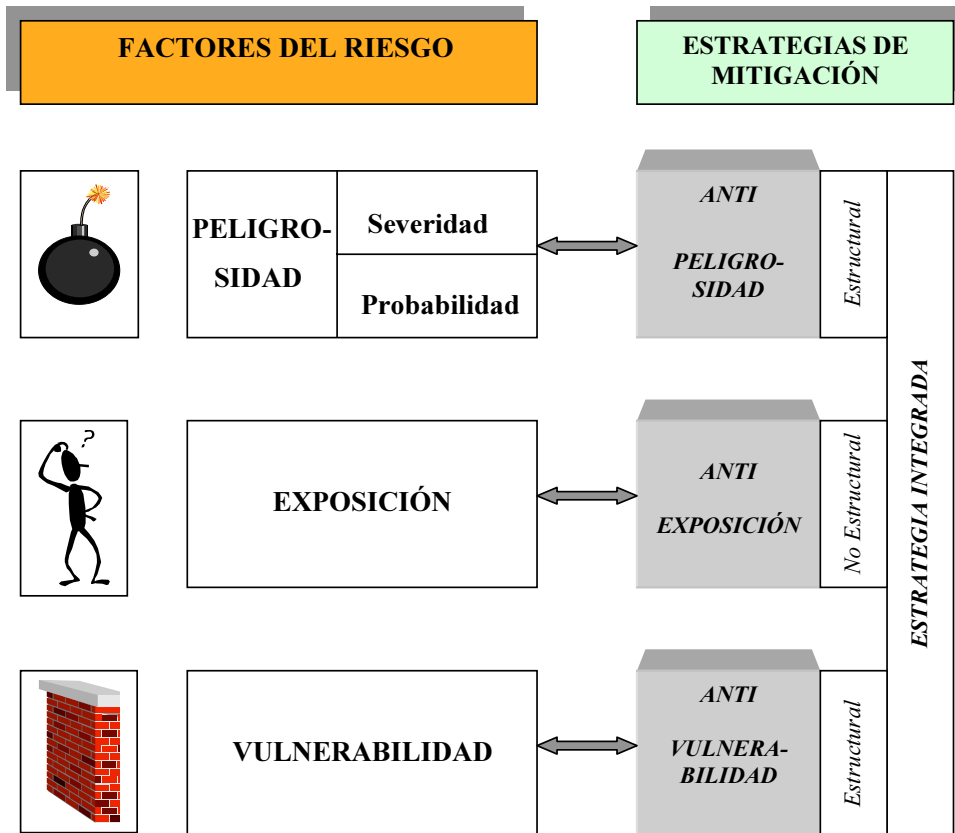 FACTORES DEL RIESGO
ESTRATEGIAS DE
MITIGACIÓN
PELIGRO-
SIDAD
Severidad
Probabilidad
ANTI
PELIGRO-
SIDAD
Estructural
?
EXPOSICIÓN
ANTI
EXPOSICIÓN
No Estructural
VULNERABILIDAD
ANTI
VULNERA-
BILIDAD
Estructural
ESTRATEGIA INTEGRADA